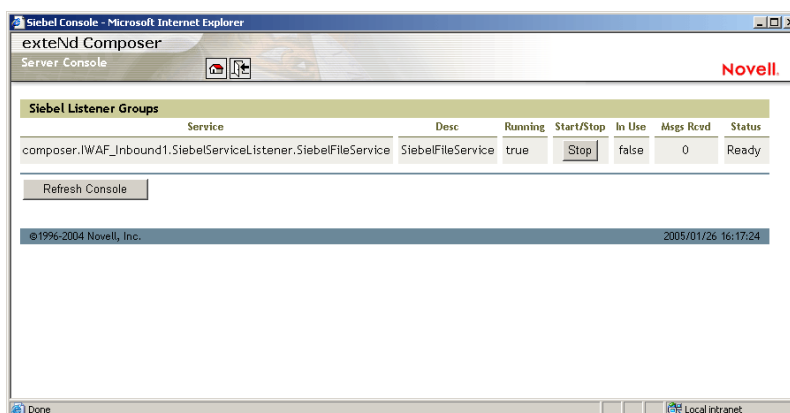 Siebel Console - Microsoft Internet Explorer
exteNd Composer
Server Console
Novell.
Siebel Listener Groups
Service Desc Running Start/Stop In Use Msgs Rcvd Status
composer.IWAF_Inbound1.SiebelServiceListener.SiebelFileService SiebelFileService true Stop false 0 Ready
Refresh Console
©1996-2004 Novell, Inc. 2005/01/26 16:17:24
Done Local intranet